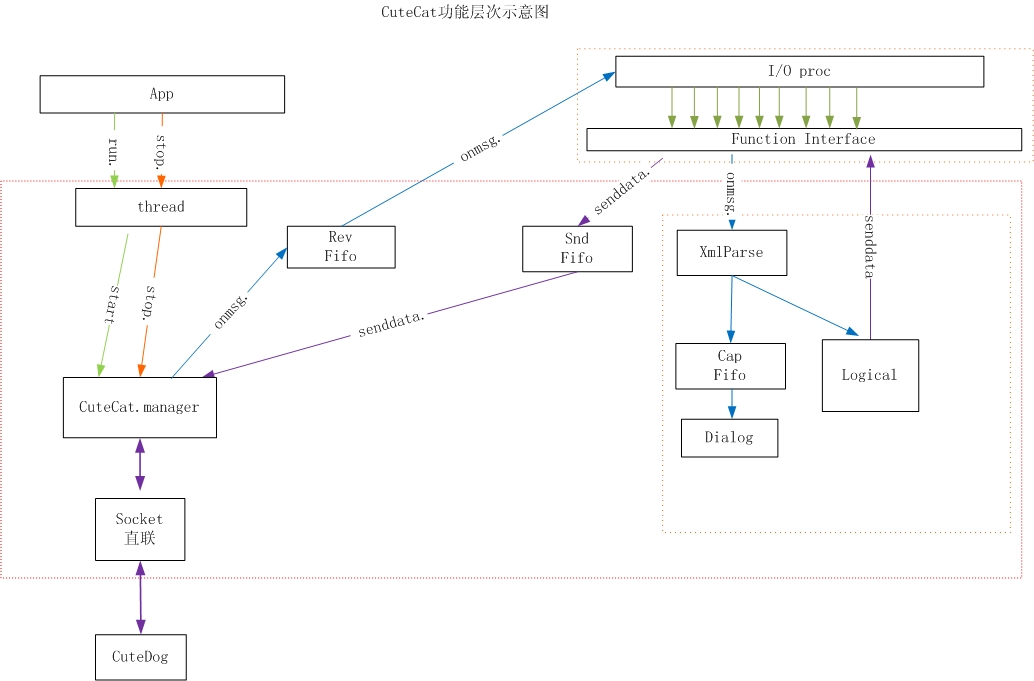 CuteCat功能层次示意图
I/O proc
App
Function Interface
run.
stop.
onmsg.
senddata.
onmsg.
thread
Rev
Fifo
Snd
Fifo
XmlParse
senddata
start
stop.
onmsg.
senddata.
Cap
Fifo
Logical
CuteCat.manager
Dialog
Socket
直联
CuteDog